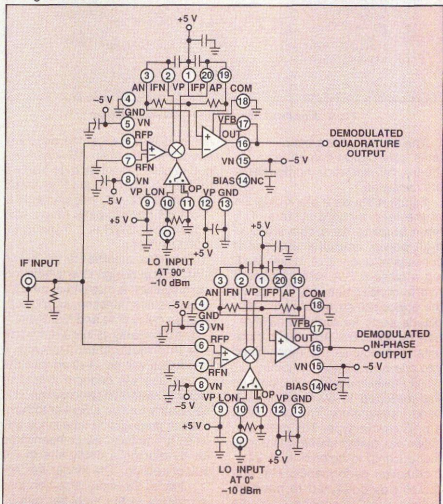 +5 V
3 2 1 20 19
AN IFN VP IFP AP COM
4 18
GND
–5 V
5 VN VFB 17
6 RFP OUT 16
DEMODULATED
QUADRATURE
OUTPUT
7 RFN VN 15 –5 V
8 VN BIAS 14 NC
–5 V
VP LON LOP VP GND
9 10 11 12 13
+5 V
+5 V
LO INPUT
AT 90°
–10 dBm
IF INPUT
+5 V
3 2 1 20 19
AN IFN VP IFP AP COM
4 18
GND
–5 V
5 VN VFB 17
6 RFP OUT 16
DEMODULATED
IN-PHASE
OUTPUT
7 RFN VN 15 –5 V
8 VN BIAS 14 NC
–5 V
VP LON LOP VP GND
9 10 11 12 13
+5 V
+5 V
LO INPUT
AT 0°
–10 dBm